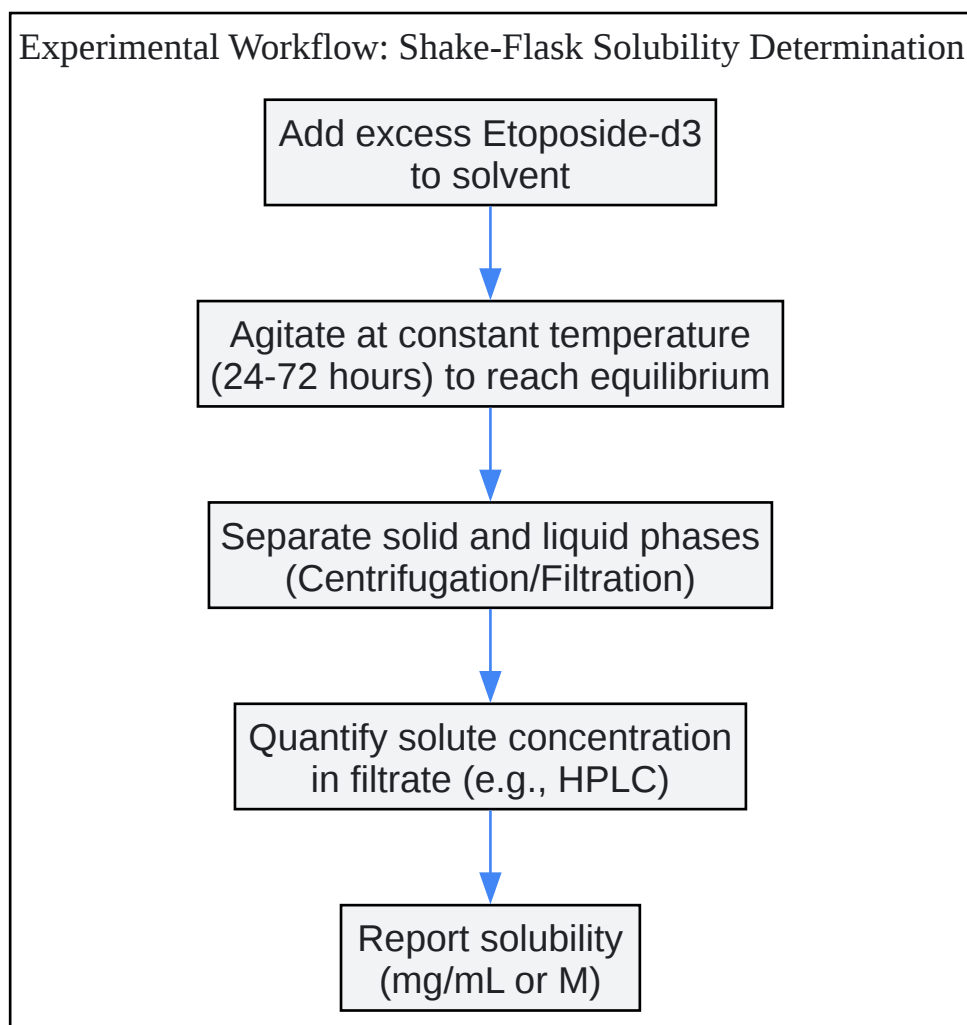 Experimental Workflow: Shake-Flask Solubility Determination
Add excess Etoposide-d3
to solvent
Agitate at constant temperature
(24-72 hours) to reach equilibrium
Separate solid and liquid phases
(Centrifugation/Filtration)
Quantify solute concentration
in filtrate (e.g., HPLC)
Report solubility
(mg/mL or M)